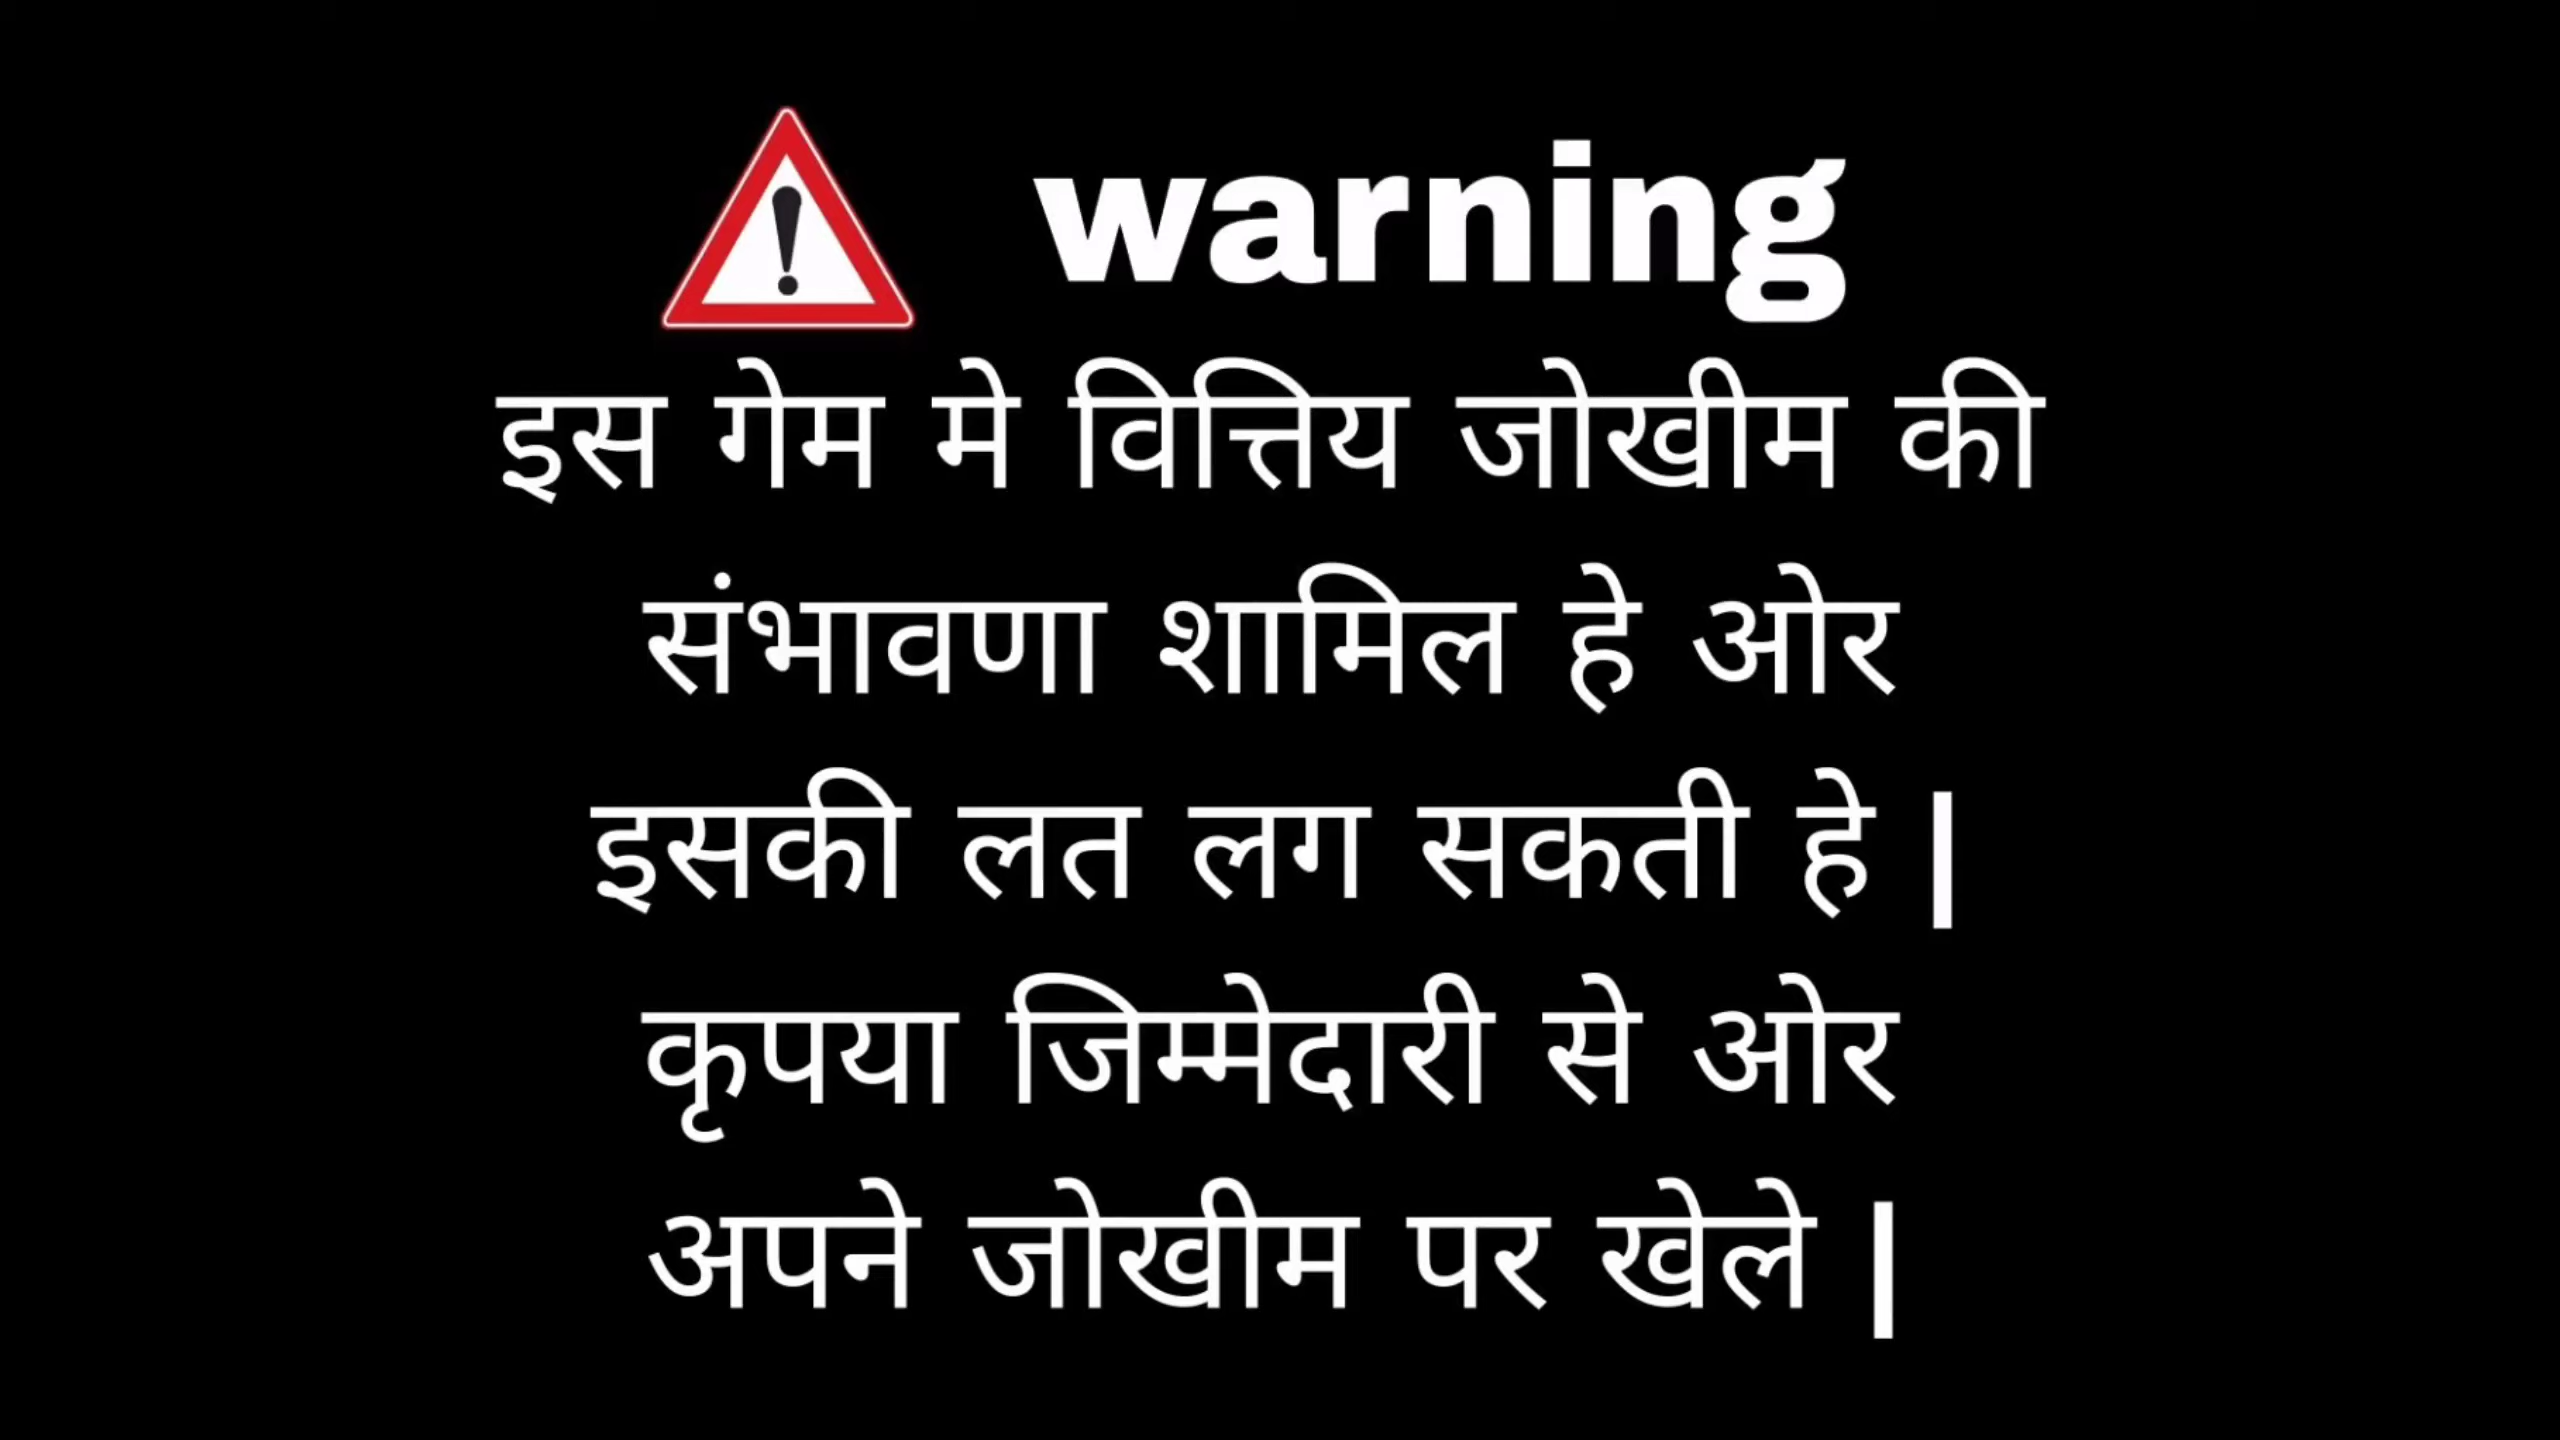 warning
इस गेम मे वित्तिय जोखीम की
संभावणा शामिल हे ओर
इसकी लत लग सकती हे |
कृपया जिम्मेदारी से ओर
अपने जोखीम पर खेले |